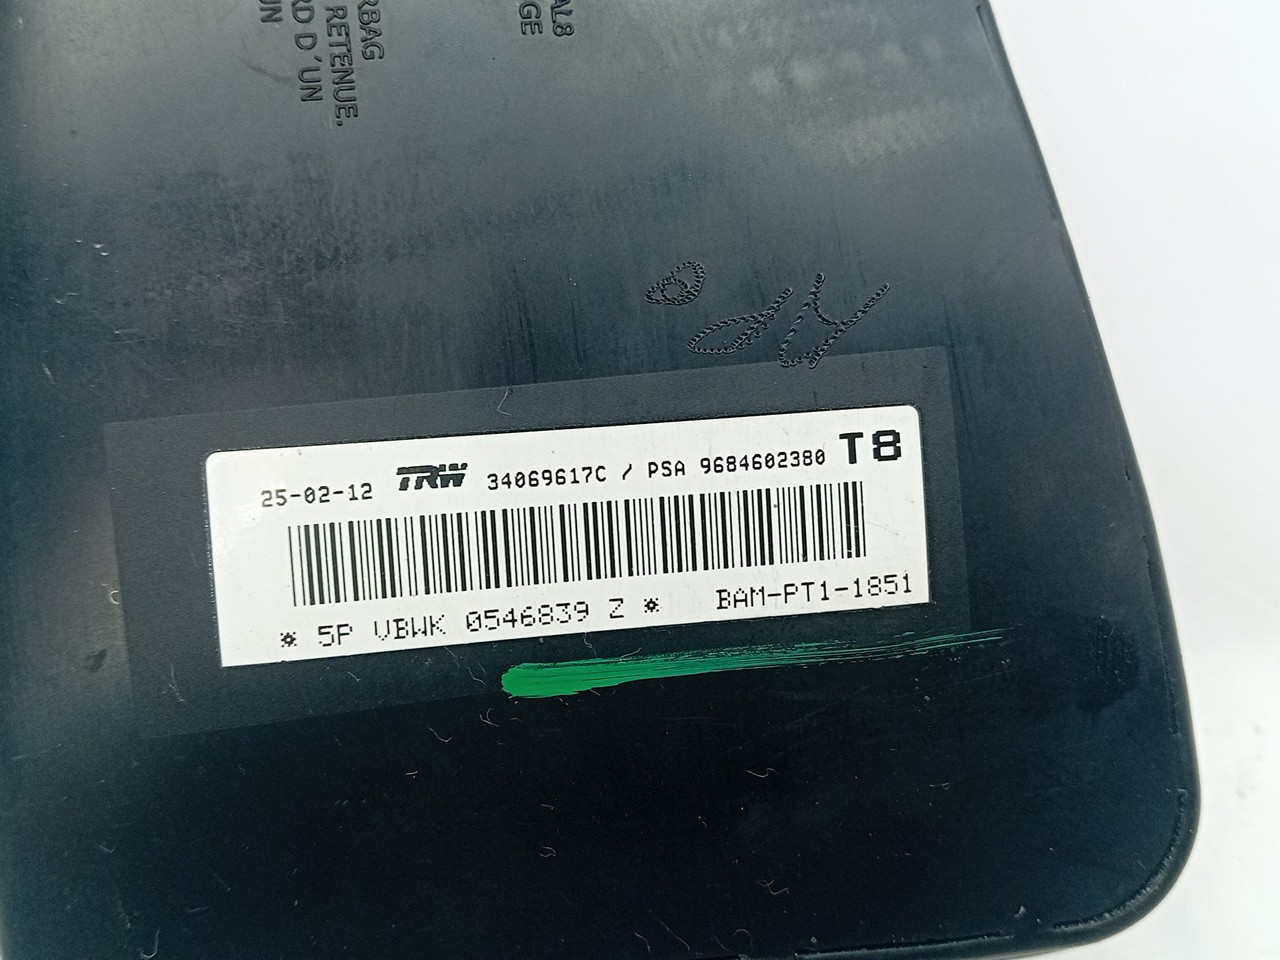 RBAG
RETENUE.
RD D'UN
UN
AL8
GE
25-02-12 TRW 34069617C / PSA 9684602380 T8
* 5P VBWK 0546839 Z * BAM-PT1-1851